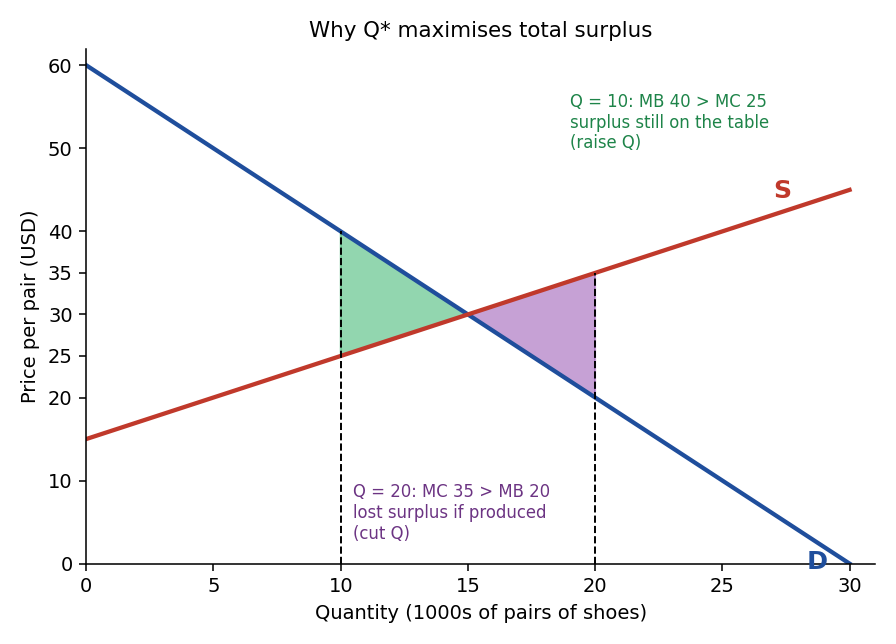 Why Q* maximises total surplus
Price per pair (USD)
60
50
40
35
30
25
20
10
0
Q = 10: MB 40 > MC 25
surplus still on the table
(raise Q)
S
Q = 20: MC 35 > MB 20
lost surplus if produced
(cut Q)
D
0 5 10 15 20 25 30
Quantity (1000s of pairs of shoes)